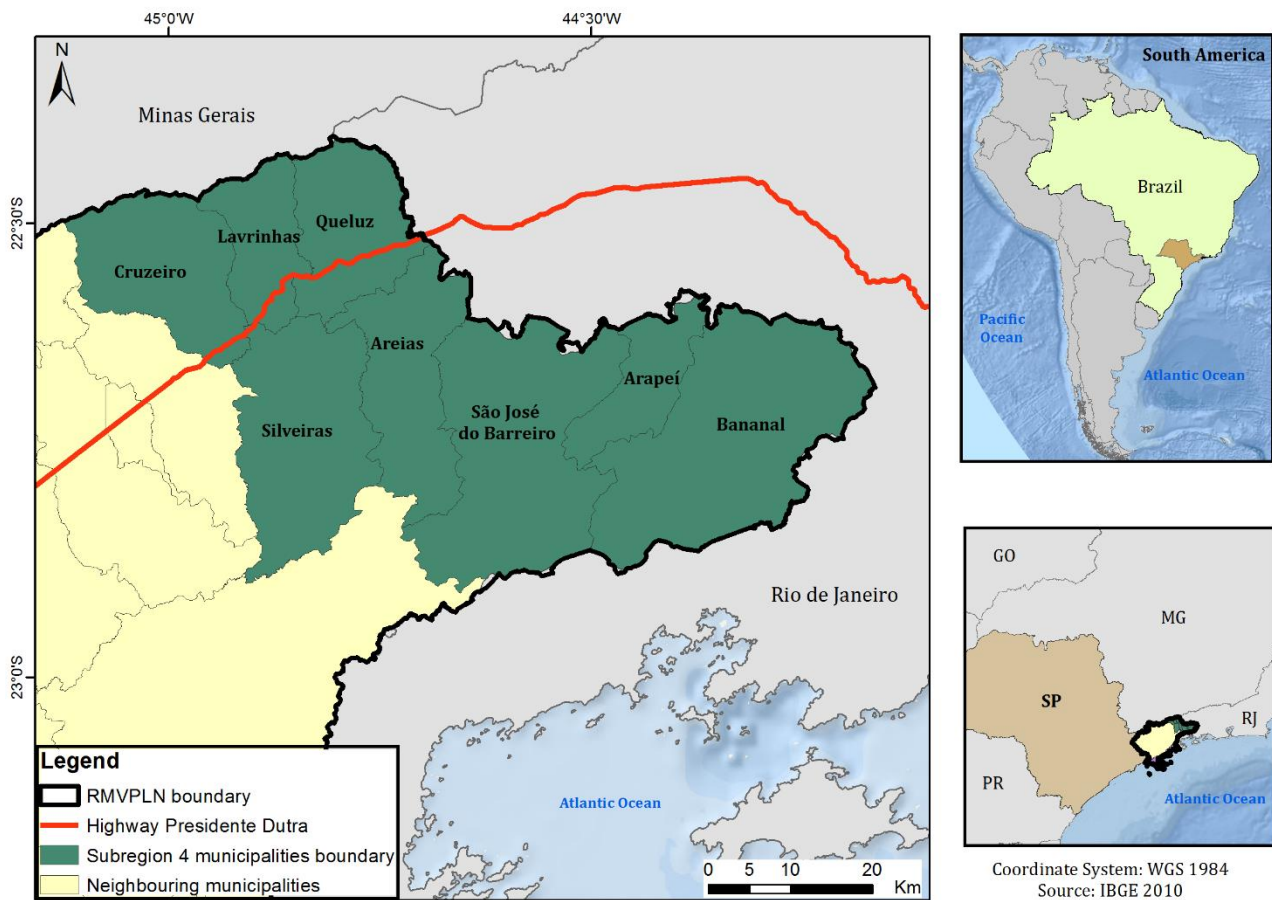 45°0'W
44°30'W
N
Minas Gerais
22°30'S
Queluz
Lavrinhas
Cruzeiro
Areias
Arapeí
São José
do Barreiro
Bananal
Silveiras
Rio de Janeiro
23°0'S
Atlantic Ocean
Legend
RMVPLN boundary
Highway Presidente Dutra
Subregion 4 municipalities boundary
Neighbouring municipalities
0 5 10 20
Km
South America
Brazil
Pacific
Ocean
Atlantic Ocean
GO
MG
SP
RJ
PR
Atlantic Ocean
Coordinate System: WGS 1984
Source: IBGE 2010